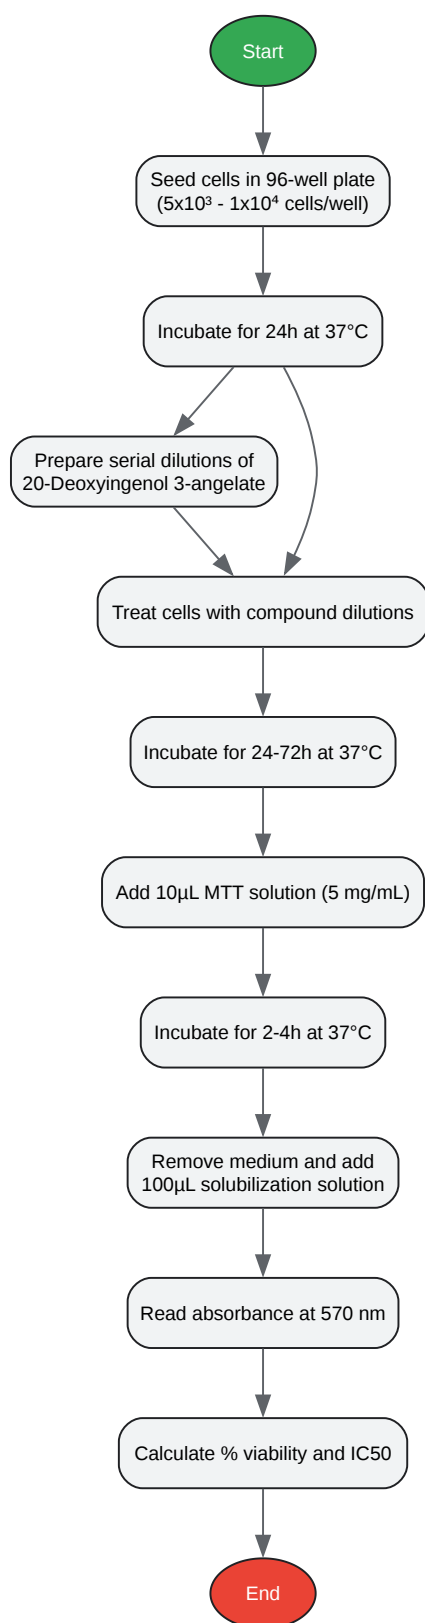 Start
Seed cells in 96-well plate
(5x10³ - 1x10⁴ cells/well)
Incubate for 24h at 37°C
Prepare serial dilutions of
20-Deoxyingenol 3-angelate
Treat cells with compound dilutions
Incubate for 24-72h at 37°C
Add 10µL MTT solution (5 mg/mL)
Incubate for 2-4h at 37°C
Remove medium and add
100µL solubilization solution
Read absorbance at 570 nm
Calculate % viability and IC50
End